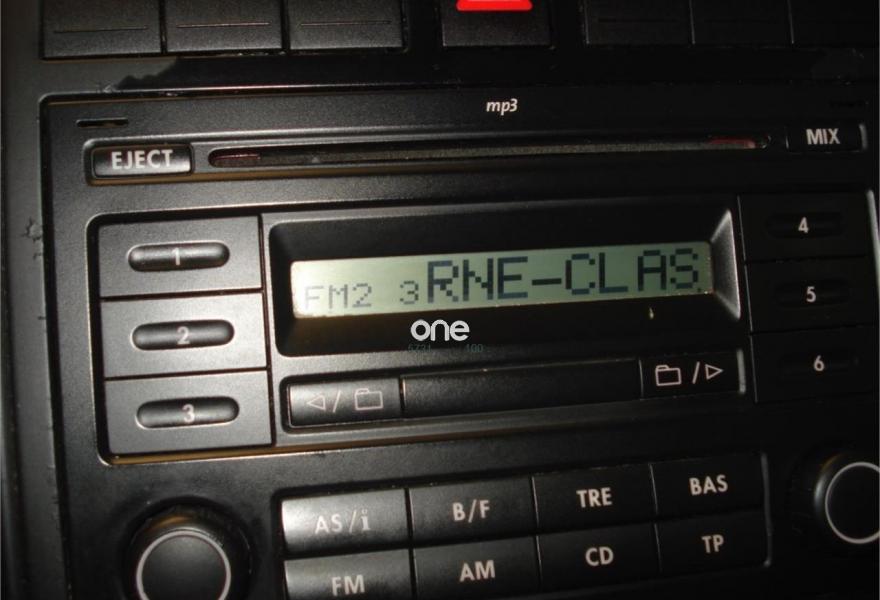 mp3
EJECT
MIX
1
4
FM2 3 RNE-CLAS
5
2
one
6
3
AS/i
B/F
TRE
BAS
FM
AM
CD
TP